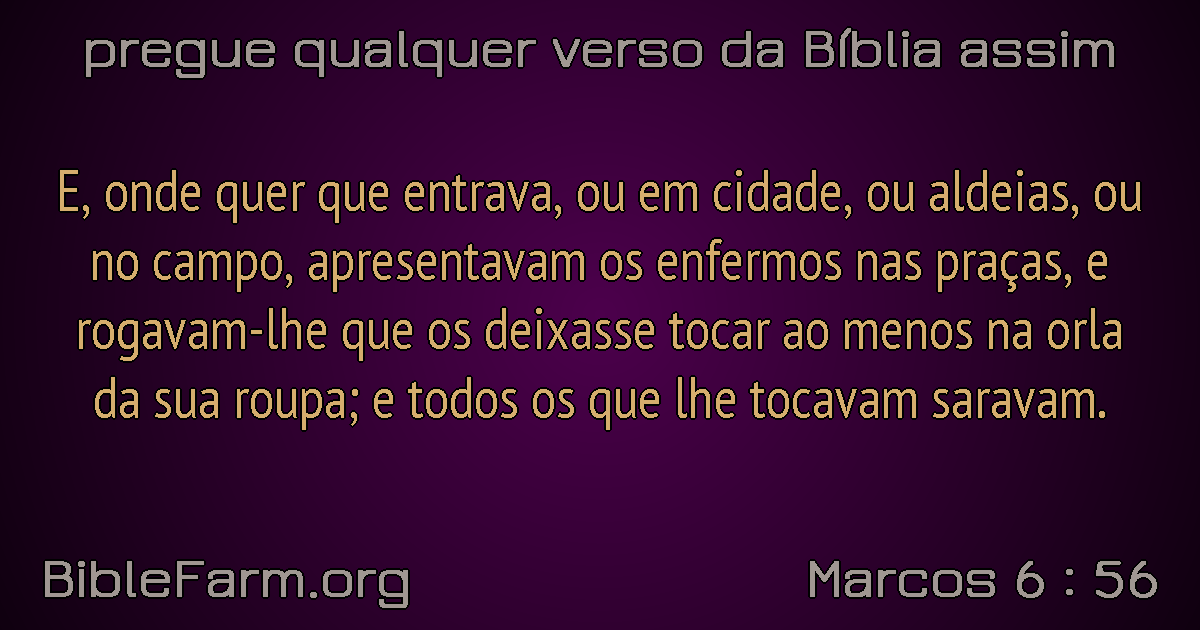 pregue qualquer verso da Bíblia assim
E, onde quer que entrava, ou em cidade, ou aldeias, ou
no campo, apresentavam os enfermos nas praças, e
rogavam-lhe que os deixasse tocar ao menos na orla
da sua roupa; e todos os que lhe tocavam saravam.
BibleFarm.org
Marcos 6 : 56